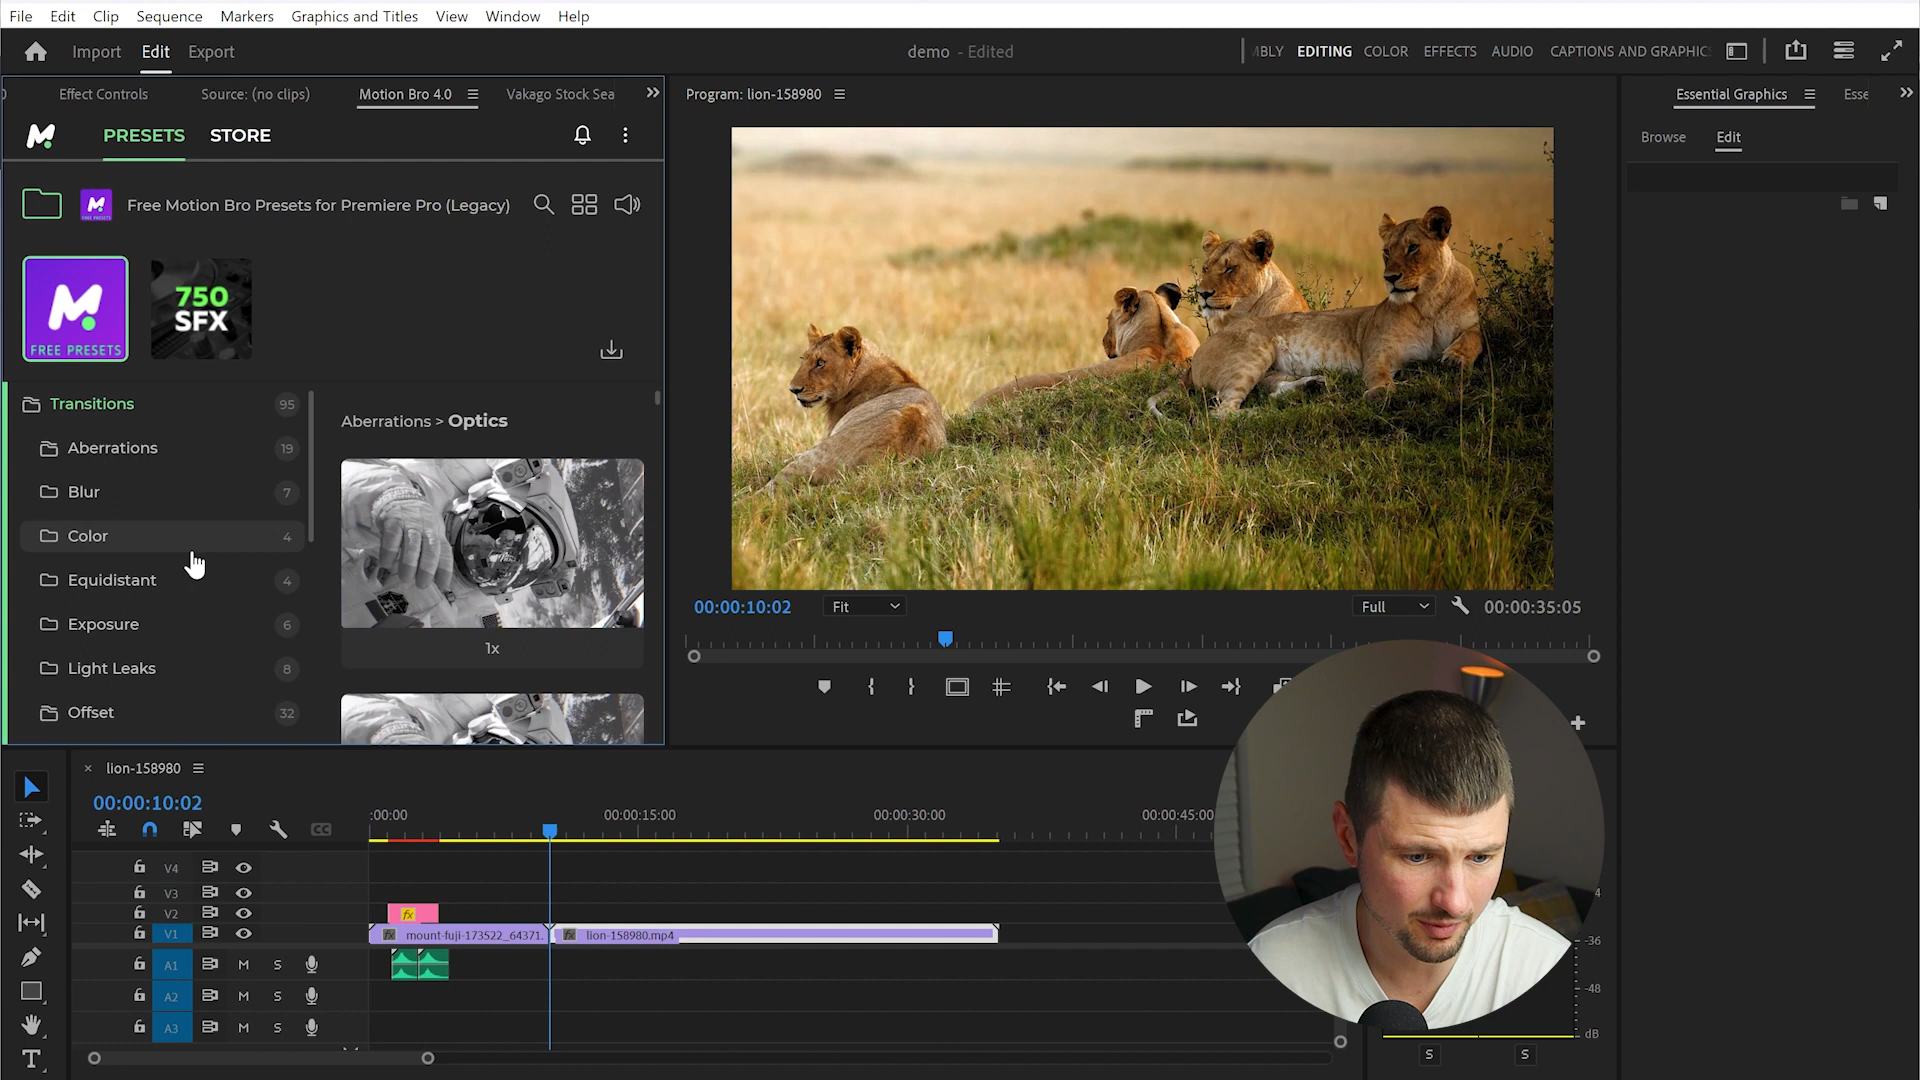 File Edit Clip Sequence Markers Graphics and Titles View Window Help
Import Edit Export
demo - Edited
MBLY EDITING COLOR EFFECTS AUDIO CAPTIONS AND GRAPHIC
Effect Controls Source: (no clips) Motion Bro 4.0 Vakago Stock Sea
Program: lion-158980
Essential Graphics Esse
PRESETS STORE
Browse Edit
Free Motion Bro Presets for Premiere Pro (Legacy)
FREE PRESETS
750
SFX
Transitions 95
Aberrations 19
Blur 7
Color 4
Equidistant 4
Exposure 6
Light Leaks 8
Offset 32
Aberrations > Optics
1x
00:00:10:02 Fit Full 00:00:35:05
lion-158980
00:00:10:02
:00:00 00:00:15:00 00:00:30:00 00:00:45:00
V4
V3
V2 fx
V1 fx mount-fuji-173522_64371. fx lion-158980.mp4
A1 M S
A2 M S
A3 M S
-36
-48
dB
S S
T